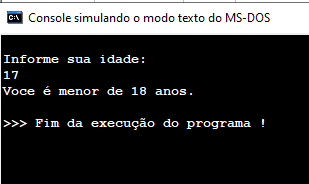 Console simulando o modo texto do MS-DOS
Informe sua idade:
17
Voce é menor de 18 anos.
>>> Fim da execução do programa !